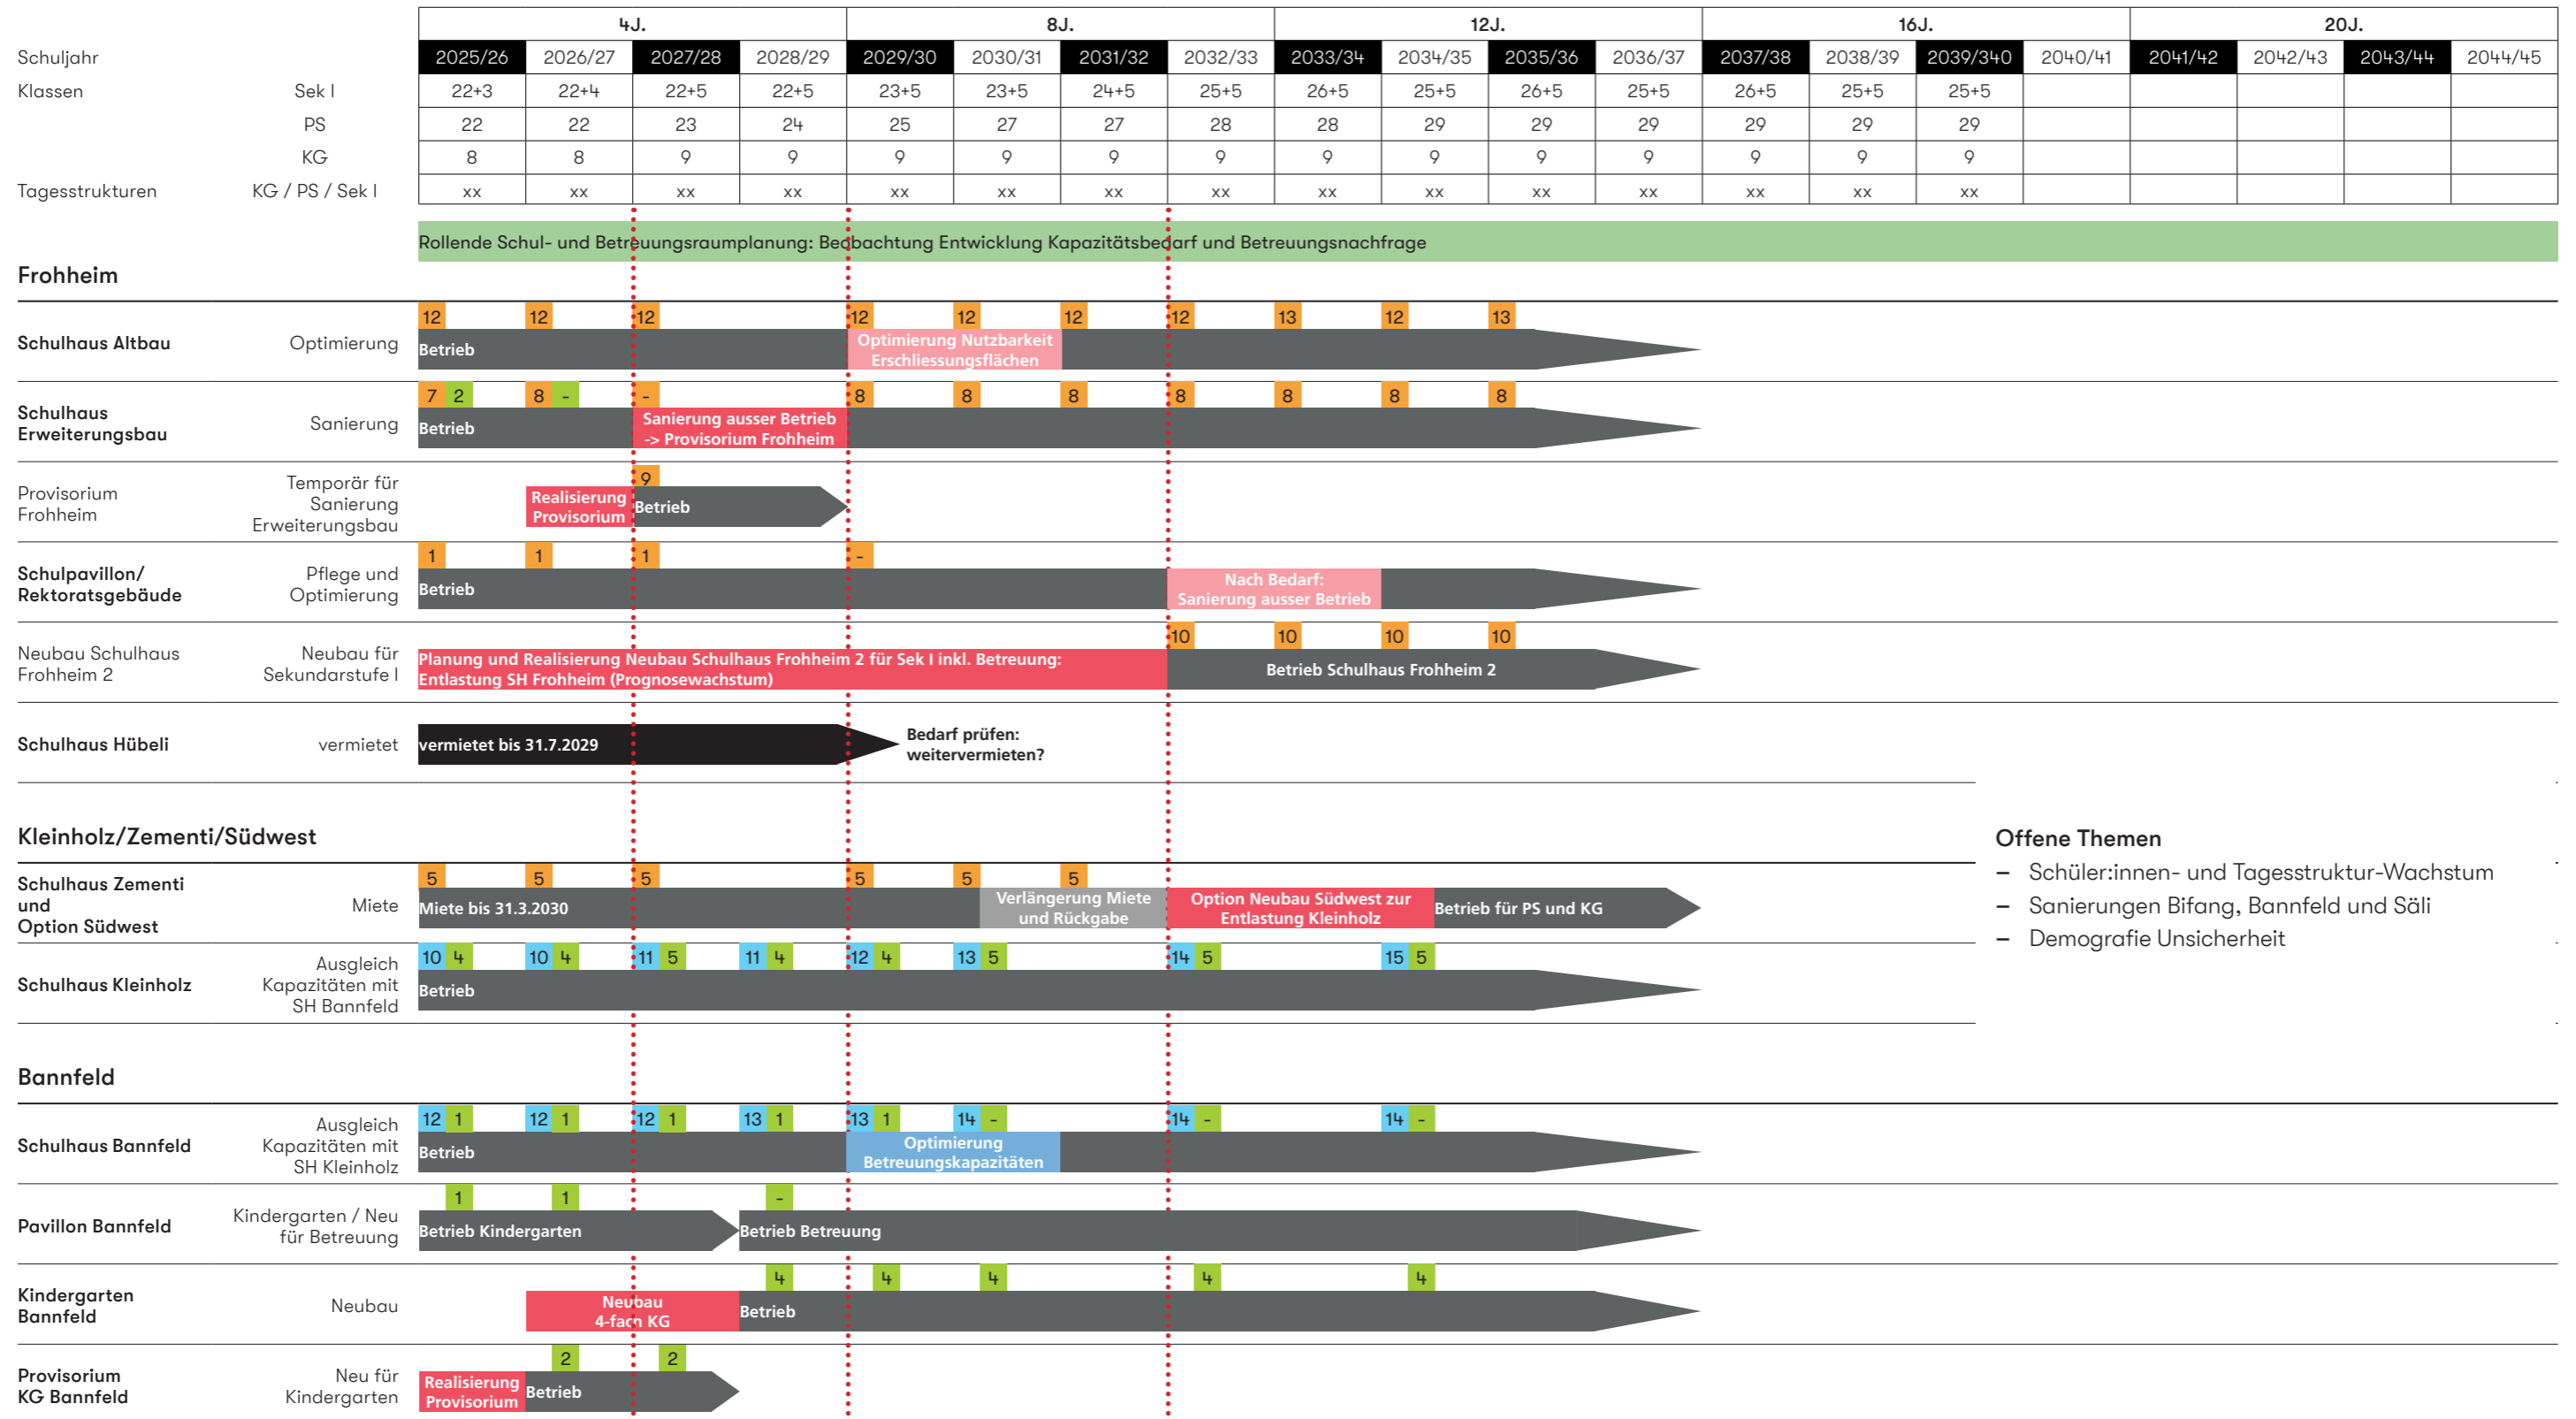 4J. 8J. 12J. 16J. 20J.
Schuljahr 2025/26 2026/27 2027/28 2028/29 2029/30 2030/31 2031/32 2032/33 2033/34 2034/35 2035/36 2036/37 2037/38 2038/39 2039/340 2040/41 2041/42 2042/43 2043/44 2044/45
Klassen Sek I 22+3 22+4 22+5 22+5 23+5 23+5 24+5 25+5 26+5 25+5 26+5 25+5 26+5 25+5 25+5
PS 22 22 23 24 25 27 27 28 28 29 29 29 29 29 29
KG 8 8 9 9 9 9 9 9 9 9 9 9 9 9 9
Tagesstrukturen KG / PS / Sek I xx xx xx xx xx xx xx xx xx xx xx xx xx xx xx
Rollende Schul- und Betreuungsraumplanung: Beobachtung Entwicklung Kapazitätsbedarf und Betreuungsnachfrage
Frohheim
12 12 12 12 12 12 12 13 12 13
Schulhaus Altbau Optimierung
Betrieb
Optimierung Nutzbarkeit
Erschliessungsflächen
7 2 8 - - 8 8 8 8 8 8 8
Schulhaus
Erweiterungsbau
Sanierung
Betrieb
Sanierung ausser Betrieb
-> Provisorium Frohheim
9
Provisorium
Frohheim
Temporär für
Sanierung
Erweiterungsbau
Realisierung
Provisorium
Betrieb
1 1 1 -
Schulpavillon/
Rektoratsgebäude
Pflege und
Optimierung
Betrieb
Nach Bedarf:
Sanierung ausser Betrieb
10 10 10 10
Neubau Schulhaus
Frohheim 2
Neubau für
Sekundarstufe I
Planung und Realisierung Neubau Schulhaus Frohheim 2 für Sek I inkl. Betreuung:
Entlastung SH Frohheim (Prognosewachstum)
Betrieb Schulhaus Frohheim 2
Schulhaus Hübeli vermietet
vermietet bis 31.7.2029
Bedarf prüfen:
weitervermieten?
Kleinholz/Zementi/Südwest
5 5 5 5 5 5
Schulhaus Zementi
und
Option Südwest
Miete
Miete bis 31.3.2030
Verlängerung Miete
und Rückgabe
Option Neubau Südwest zur
Entlastung Kleinholz
Betrieb für PS und KG
10 4 10 4 11 5 11 4 12 4 13 5 14 5 15 5
Schulhaus Kleinholz
Ausgleich
Kapazitäten mit
SH Bannfeld
Betrieb
Offene Themen
– Schüler:innen- und Tagesstruktur-Wachstum
– Sanierungen Bifang, Bannfeld und Säli
– Demografie Unsicherheit
Bannfeld
12 1 12 1 12 1 13 1 13 1 14 - 14 - 14 -
Schulhaus Bannfeld
Ausgleich
Kapazitäten mit
SH Kleinholz
Betrieb
Optimierung
Betreuungskapazitäten
1 1 -
Pavillon Bannfeld
Kindergarten / Neu
für Betreuung
Betrieb Kindergarten
Betrieb Betreuung
4 4 4 4 4
Kindergarten
Bannfeld
Neubau
Neubau
4-fach KG
Betrieb
2 2
Provisorium
KG Bannfeld
Neu für
Kindergarten
Realisierung
Provisorium
Betrieb